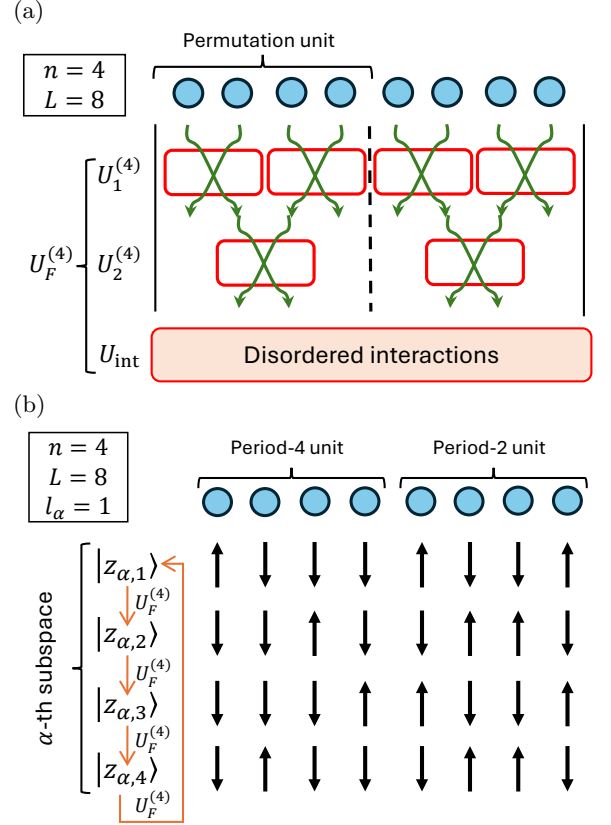 (a)
Permutation unit
n = 4
L = 8
U_1^{(4)}
U_F^{(4)}
U_2^{(4)}
U_int
Disordered interactions
(b)
n = 4
L = 8
l_α = 1
Period-4 unit
Period-2 unit
α-th subspace
|z_{α,1}⟩
U_F^{(4)}
|z_{α,2}⟩
U_F^{(4)}
|z_{α,3}⟩
U_F^{(4)}
|z_{α,4}⟩
U_F^{(4)}